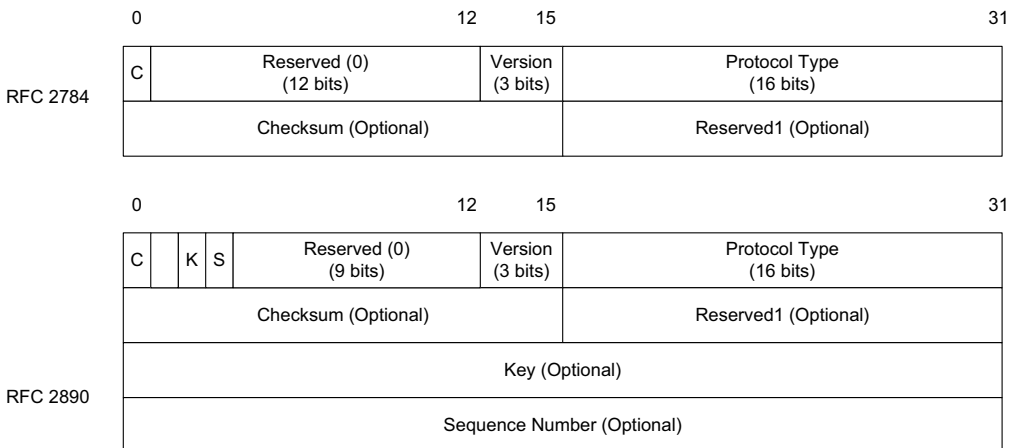 0 12 15 31
RFC 2784
C
Reserved (0)
(12 bits)
Version
(3 bits)
Protocol Type
(16 bits)
Checksum (Optional)
Reserved1 (Optional)
0 12 15 31
RFC 2890
C
K
S
Reserved (0)
(9 bits)
Version
(3 bits)
Protocol Type
(16 bits)
Checksum (Optional)
Reserved1 (Optional)
Key (Optional)
Sequence Number (Optional)